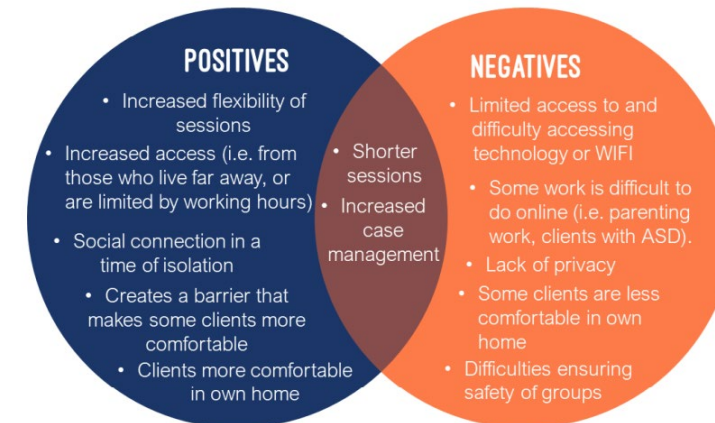 POSITIVES
• Increased flexibility of
sessions
• Increased access (i.e. from
those who live far away, or
are limited by working hours)
• Social connection in a
time of isolation
• Creates a barrier that
makes some clients more
comfortable
• Clients more comfortable
in own home
• Shorter
sessions
• Increased
case
management
NEGATIVES
• Limited access to and
difficulty accessing
technology or WIFI
• Some work is difficult to
do online (i.e. parenting
work, clients with ASD).
• Lack of privacy
• Some clients are less
comfortable in own
home
• Difficulties ensuring
safety of groups